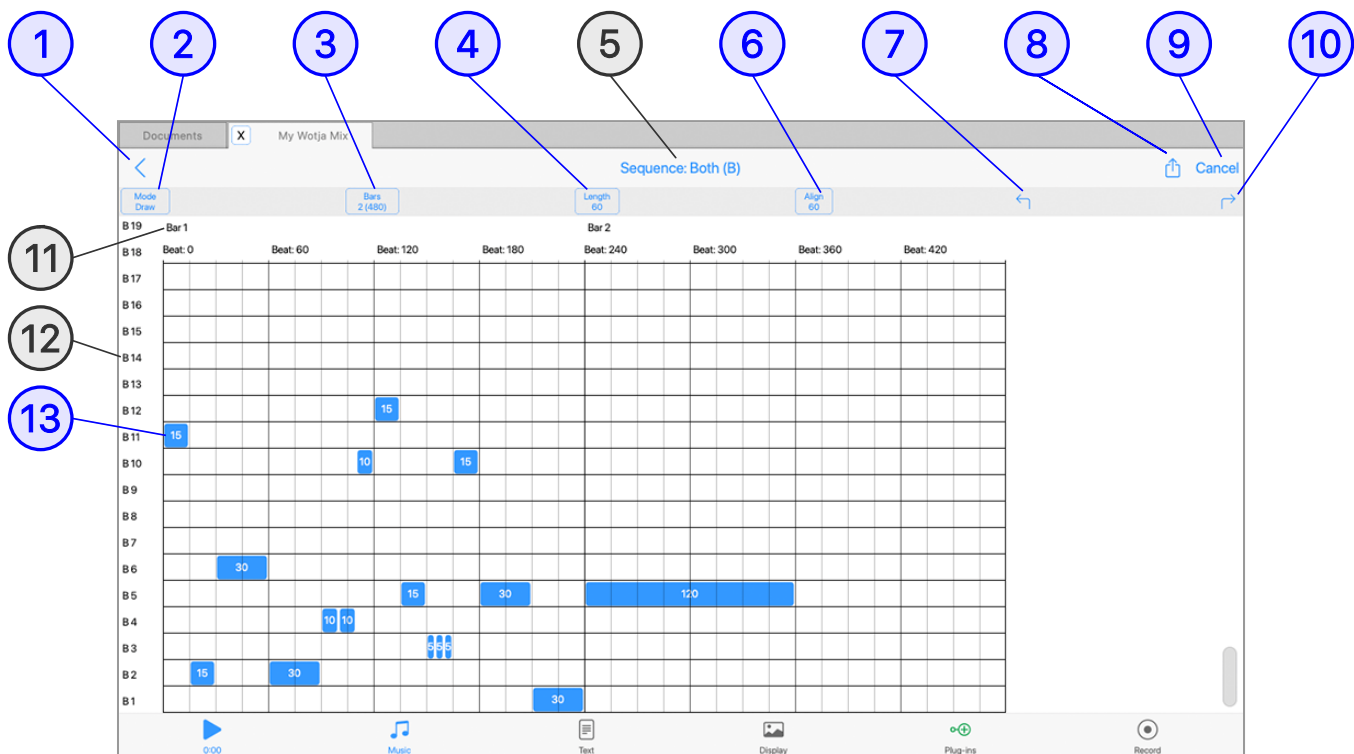 1 2 3 4 5 6 7 8 9 10
Documents X My Wotja Mix
Sequence: Both (B) Cancel
Mode Bars Length Align
Draw 2 (480) 60 60
B19 Bar 1 Bar 2
11
B18 Beat: 0 Beat: 60 Beat: 120 Beat: 180 Beat: 240 Beat: 300 Beat: 360 Beat: 420
B17
B16
B15
12
B14
B13
B12 15
13
B11 15
B10 10 15
B9
B8
B7
B6 30
B5 15 30 120
B4 10 10
B3 5 5 5
B2 15 30
B1 30
0:00 Music Text Display Plug-ins Record